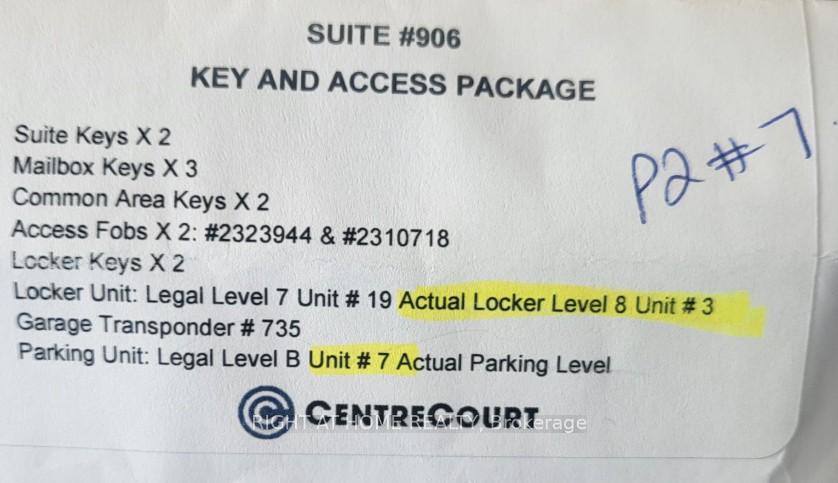 SUITE #906
KEY AND ACCESS PACKAGE
Suite Keys X 2
Mailbox Keys X 3
P2 # 7
Common Area Keys X 2
Access Fobs X 2: #2323944 & #2310718
Locker Keys X 2
Locker Unit: Legal Level 7 Unit # 19 Actual Locker Level 8 Unit # 3
Garage Transponder # 735
Parking Unit: Legal Level B Unit # 7 Actual Parking Level
CENTRECOURT
RIGHT AT HOME REALTY, Brokerage